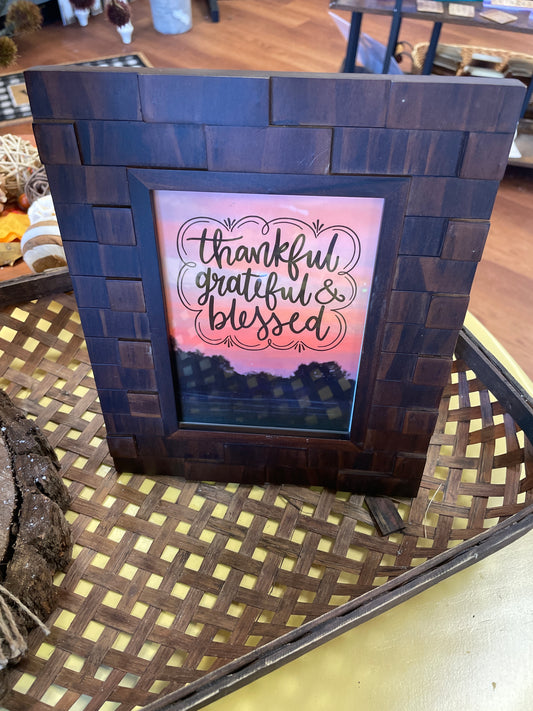 thankful
grateful &
blessed